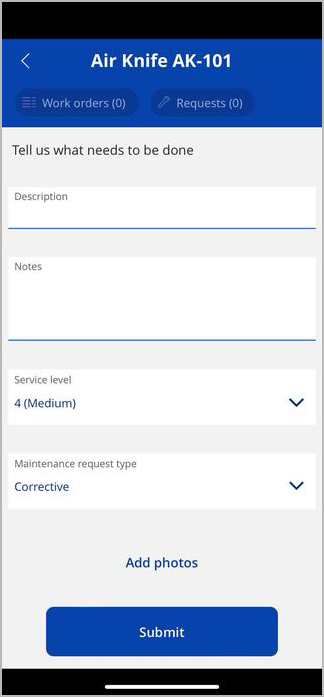 Air Knife AK-101
Work orders (0) Requests (0)
Tell us what needs to be done
Description
Notes
Service level
4 (Medium)
Maintenance request type
Corrective
Add photos
Submit